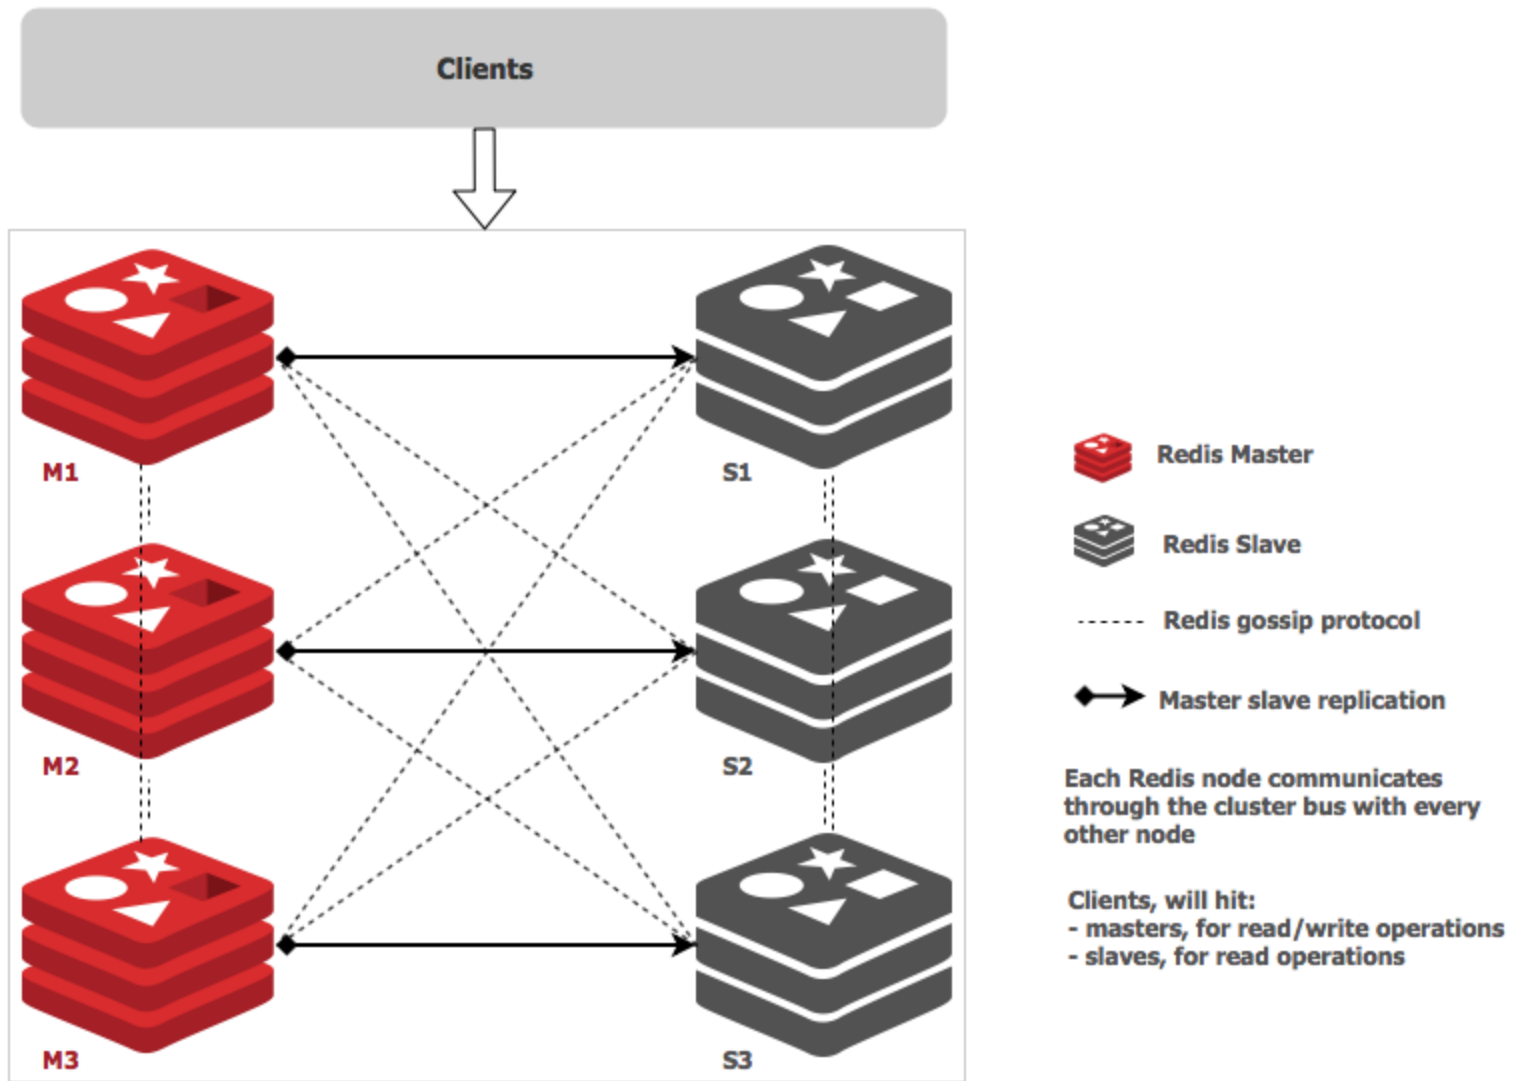 Clients
M1
S1
M2
S2
M3
S3
Redis Master
Redis Slave
Redis gossip protocol
Master slave replication
Each Redis node communicates
through the cluster bus with every
other node
Clients, will hit:
- masters, for read/write operations
- slaves, for read operations